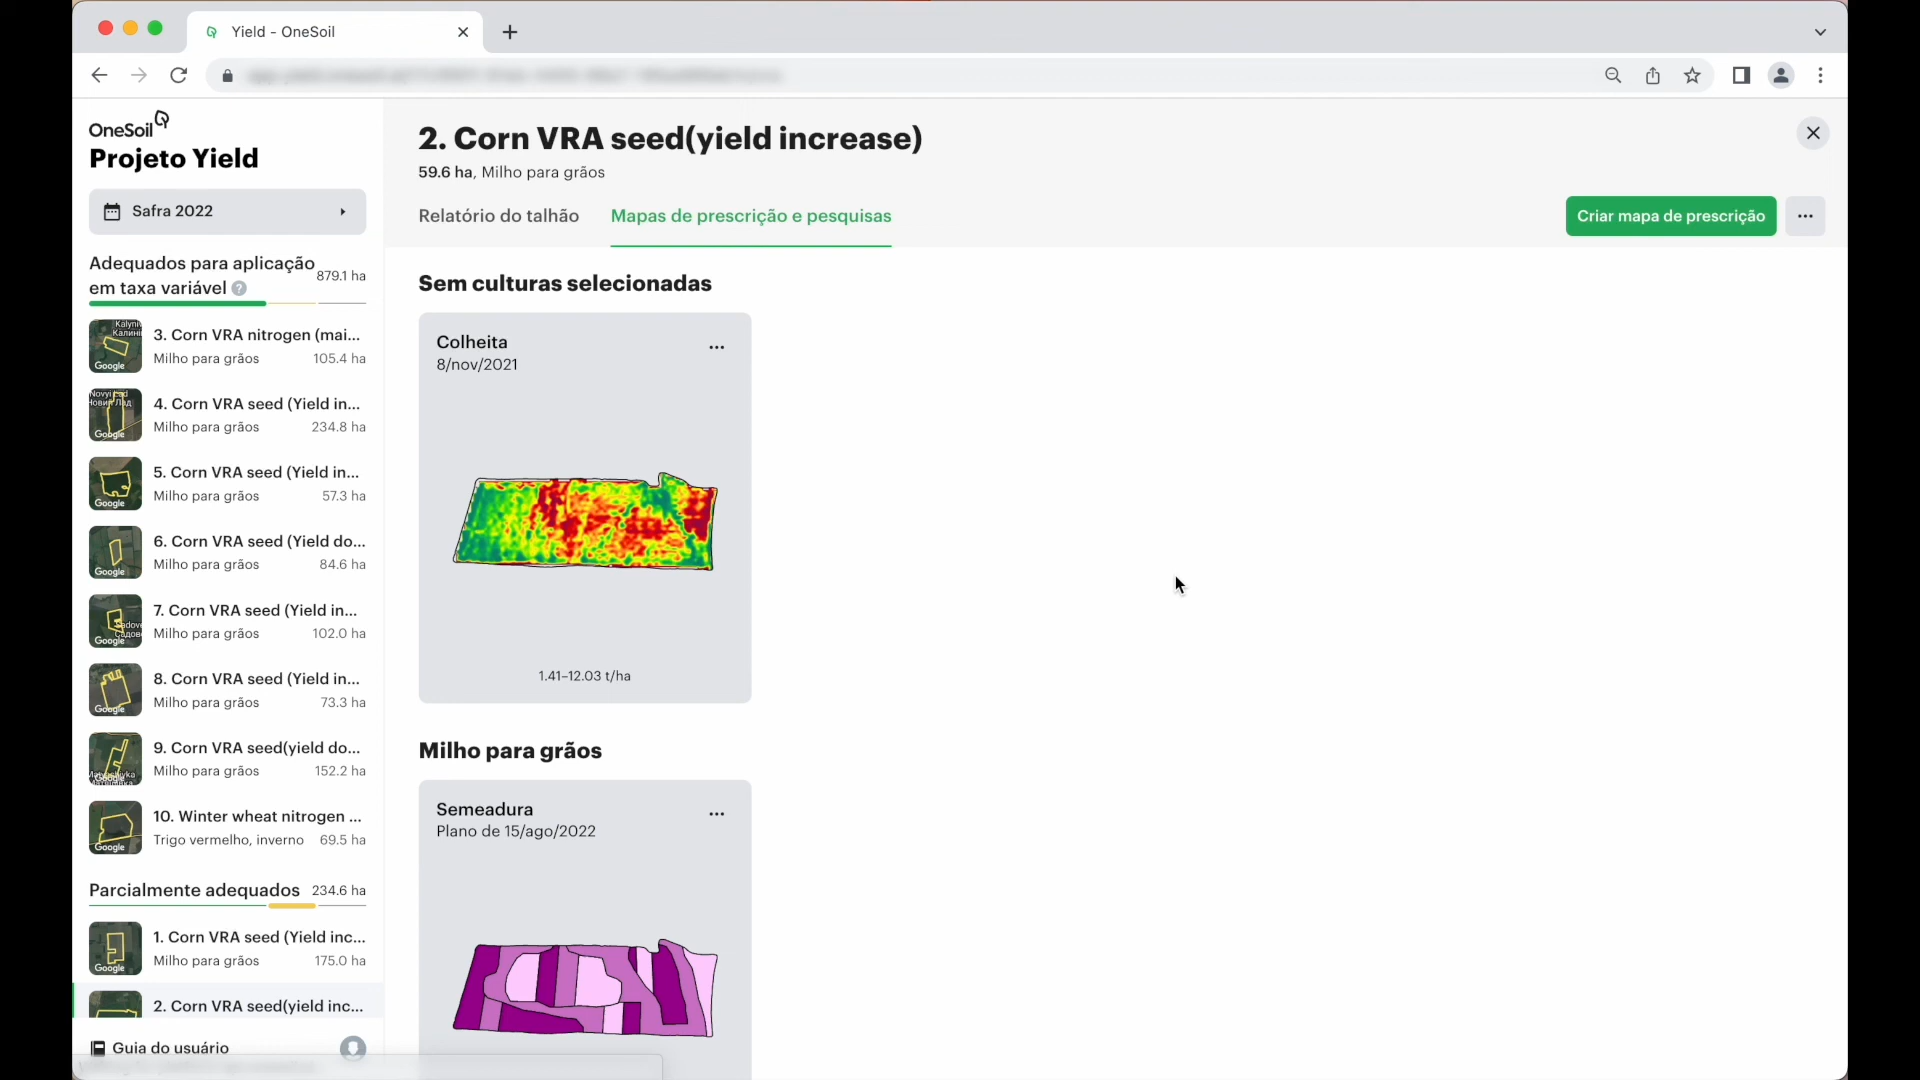 Yield - OneSoil
OneSoil
Projeto Yield
Safra 2022
Adequados para aplicação
em taxa variável ?
879.1 ha
3. Corn VRA nitrogen (mai...
Milho para grãos 105.4 ha
4. Corn VRA seed (Yield in...
Milho para grãos 234.8 ha
5. Corn VRA seed (Yield in...
Milho para grãos 57.3 ha
6. Corn VRA seed (Yield do...
Milho para grãos 84.6 ha
7. Corn VRA seed (Yield in...
Milho para grãos 102.0 ha
8. Corn VRA seed (Yield in...
Milho para grãos 73.3 ha
9. Corn VRA seed(yield do...
Milho para grãos 152.2 ha
10. Winter wheat nitrogen ...
Trigo vermelho, inverno 69.5 ha
Parcialmente adequados 234.6 ha
1. Corn VRA seed (Yield inc...
Milho para grãos 175.0 ha
2. Corn VRA seed(yield inc...
Guia do usuário
Google
Google
Google
Google
Google
Google
Google
Google
Google
2. Corn VRA seed(yield increase)
59.6 ha, Milho para grãos
Relatório do talhão
Mapas de prescrição e pesquisas
Criar mapa de prescrição
Sem culturas selecionadas
Colheita
8/nov/2021
1.41–12.03 t/ha
Milho para grãos
Semeadura
Plano de 15/ago/2022